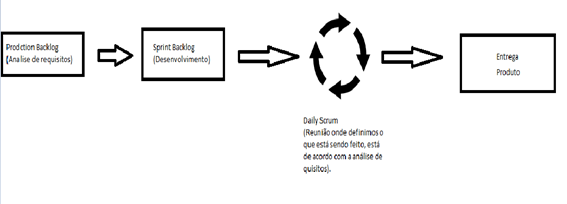 Prodction Backlog
(Analise de requisitos)
Sprint Backlog
(Desenvolvimento)
Entrega
Produto
Daily Scrum
(Reunião onde definimos o
que está sendo feito, está
de acordo com a análise de
quisitos).